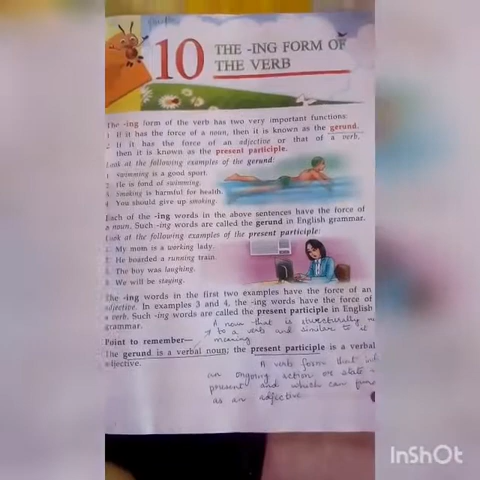 10
THE -ING FORM OF
THE VERB
The -ing form of the verb has two very important functions:
1. If it has the force of a noun, then it is known as the gerund.
2. If it has the force of an adjective or that of a verb,
then it is known as the present participle.
Look at the following examples of the gerund:
1. Swimming is a good sport.
2. He is fond of swimming.
3. Smoking is harmful for health.
4. You should give up smoking.
Each of the -ing words in the above sentences have the force of
a noun. Such -ing words are called the gerund in English grammar.
Look at the following examples of the present participle:
My mom is a working lady.
He boarded a running train.
The boy was laughing.
We will be staying.
The -ing words in the first two examples have the force of an
adjective. In examples 3 and 4, the -ing words have the force of
a verb. Such -ing words are called the present participle in English
grammar.
A noun that is structurally
to a verb and similar to it
meaning
Point to remember—
The gerund is a verbal noun; the present participle is a verbal
adjective.
A verb form that
an ongoing action or state
present and which can
as an adjective.
InShOt